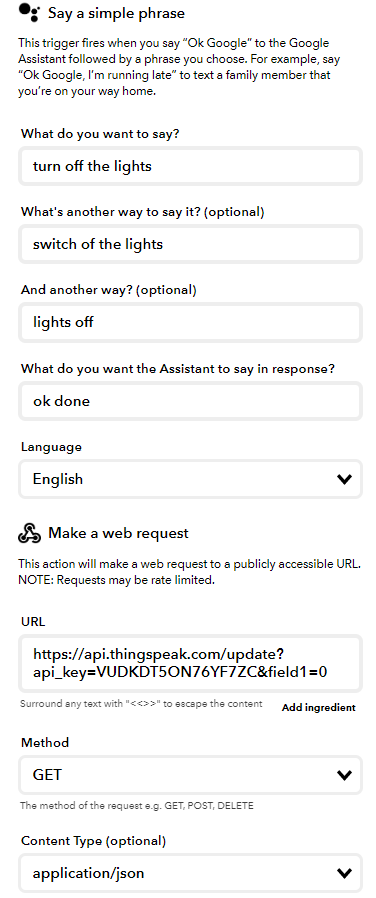 Say a simple phrase
This trigger fires when you say “Ok Google” to the Google
Assistant followed by a phrase you choose. For example, say
“Ok Google, I’m running late” to text a family member that
you’re on your way home.
What do you want to say?
turn off the lights
What's another way to say it? (optional)
switch of the lights
And another way? (optional)
lights off
What do you want the Assistant to say in response?
ok done
Language
English
Make a web request
This action will make a web request to a publicly accessible URL.
NOTE: Requests may be rate limited.
URL
https://api.thingspeak.com/update?
api_key=VUDKDT5ON76YF7ZC&field1=0
Surround any text with "<<>>" to escape the content
Add ingredient
Method
GET
The method of the request e.g. GET, POST, DELETE
Content Type (optional)
application/json